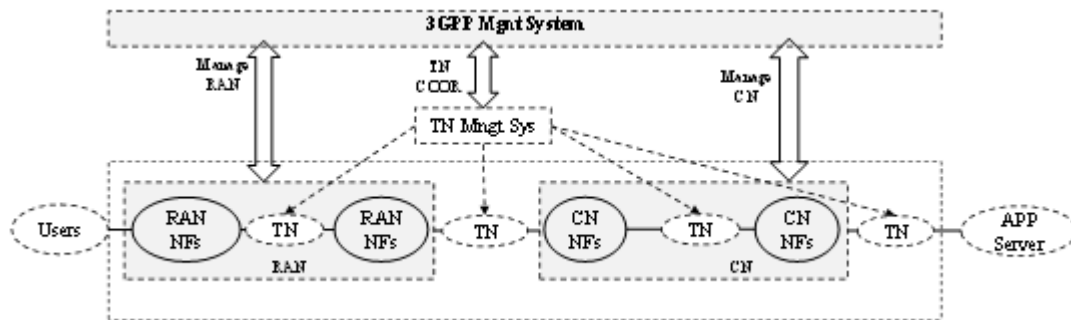 3GPP Mgnt System
Manage
RAN
TN
COOR
Manage
CN
TN Mngt Sys
Users
RAN
NFs
TN
RAN
NFs
TN
CN
NFs
TN
CN
NFs
TN
APP
Server
RAN
CN